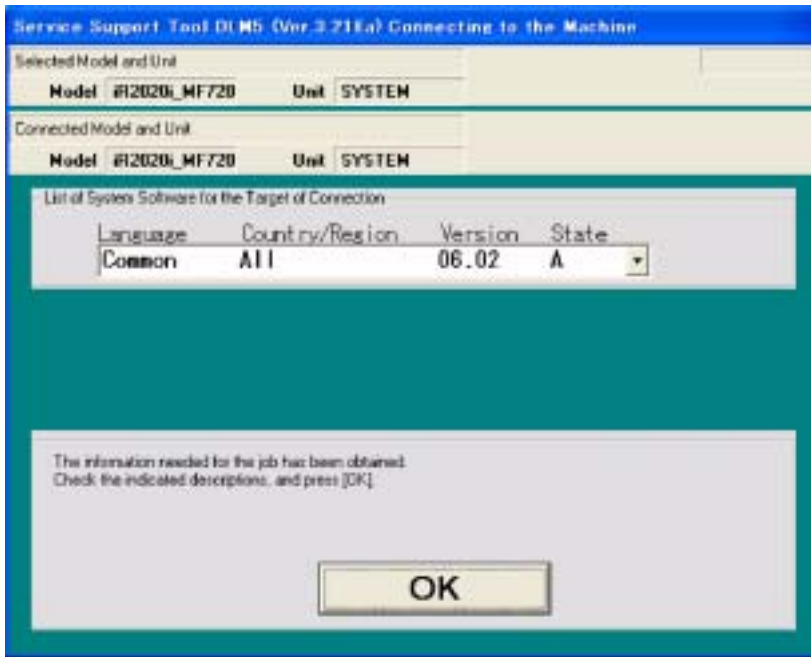 Service Support Tool DLM5 (Ver.3.21Ea) Connecting to the Machine
Selected Model and Unit
Model iR2020i_MF720 Unit SYSTEM
Connected Model and Unit
Model iR2020i_MF720 Unit SYSTEM
List of System Software for the Target of Connection
Language Country/Region Version State
Common All 06.02 A
The information needed for the job has been obtained.
Check the indicated descriptions, and press [OK].
OK